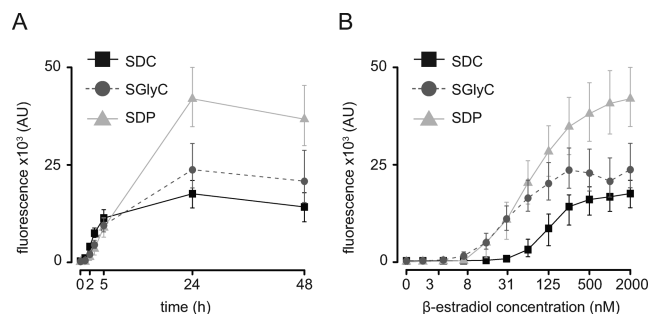 A
SDC
SGlyC
SDP
fluorescence x10³ (AU)
50
25
0
0 2 5 24 48
time (h)
B
SDC
SGlyC
SDP
fluorescence x10³ (AU)
50
25
0
0 3 8 31 125 500 2000
β-estradiol concentration (nM)